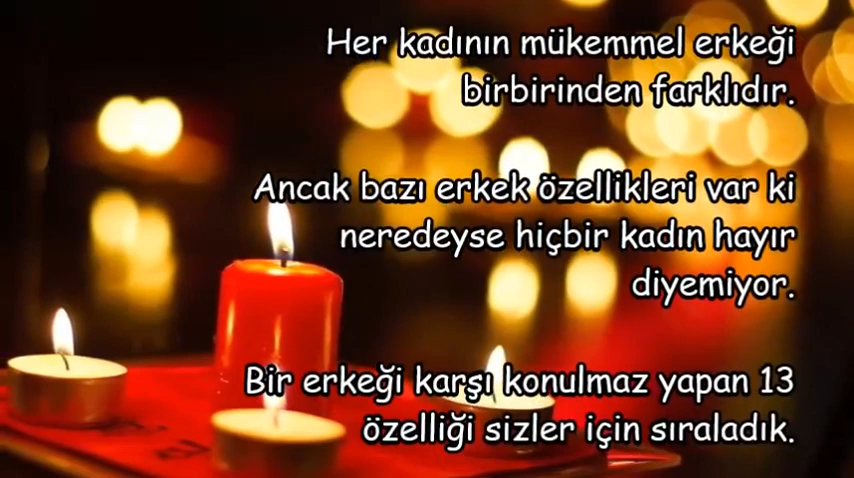 Her kadının mükemmel erkeği
birbirinden farklıdır.
Ancak bazı erkek özellikleri var ki
neredeyse hiçbir kadın hayır
diyemiyor.
Bir erkeği karşı konulmaz yapan 13
özelliği sizler için sıraladık.